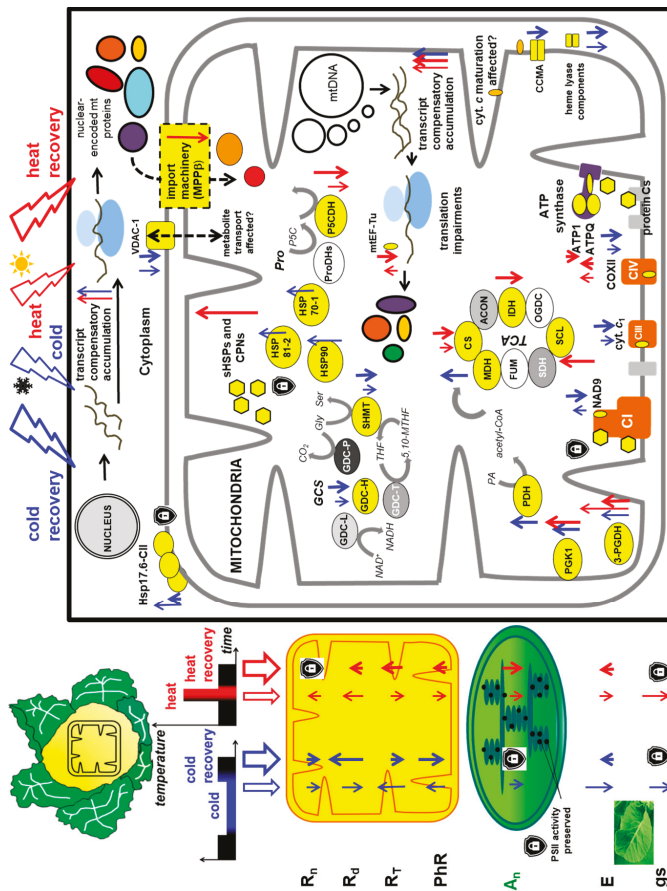 temperature
time
cold
cold
recovery
heat
heat
recovery
Rn
Rd
RT
PhR
An
PSII activity
preserved
E
gs
cold
recovery
cold
heat
heat
recovery
NUCLEUS
transcript
compensatory
accumulation
nuclear-
encoded mt
proteins
Cytoplasm
Hsp17.6-CII
VDAC-1
import
machinery
(MPPβ)
metabolite
transport
affected?
MITOCHONDRIA
sHSPs and
CPNs
HSP
81-2
HSP
70-1
HSP90
Pro
P5C
P5CDH
ProDHs
mtDNA
transcript
compensatory
accumulation
mtEF-Tu
translation
impairments
GCS
CO2
Gly
Ser
GDC-P
SHMT
GDC-L
GDC-H
GDC-T
THF
5,10-MTHF
NAD+
NADH
cyt. c maturation
affected?
CCMA
heme lyase
components
PA
acetyl-CoA
PDH
PGK1
3-PGDH
CS
ACON
MDH
IDH
TCA
FUM
OGDC
SDH
SCL
NAD9
CI
cyt. c1
CIII
COXII
CIV
ATP
synthase
ATP1
ATPQ
protein Cs